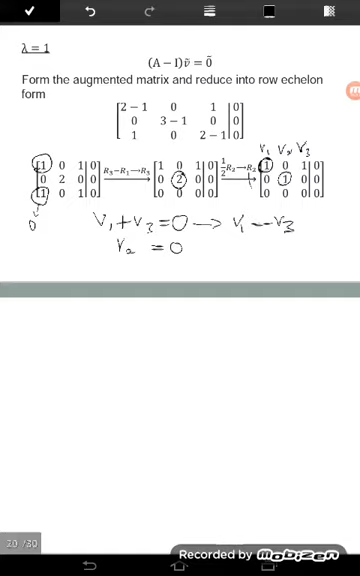 λ = 1
(A − I)v̄ = 0̄
Form the augmented matrix and reduce into row echelon
form
[2 − 1 0 1 | 0]
[0 3 − 1 0 | 0]
[1 0 2 − 1 | 0]
V₁ V₂ V₃
[1 0 1 | 0] [1 0 1 | 0] [1 0 1 | 0]
[0 2 0 | 0] R₃−R₁→R₃ [0 2 0 | 0] ½R₂→R₂ [0 1 0 | 0]
[1 0 1 | 0] [0 0 0 | 0] [0 0 0 | 0]
0 V₁ + V₃ = 0 → V₁ = −V₃
V₂ = 0
20 / 30
Recorded by mobizen